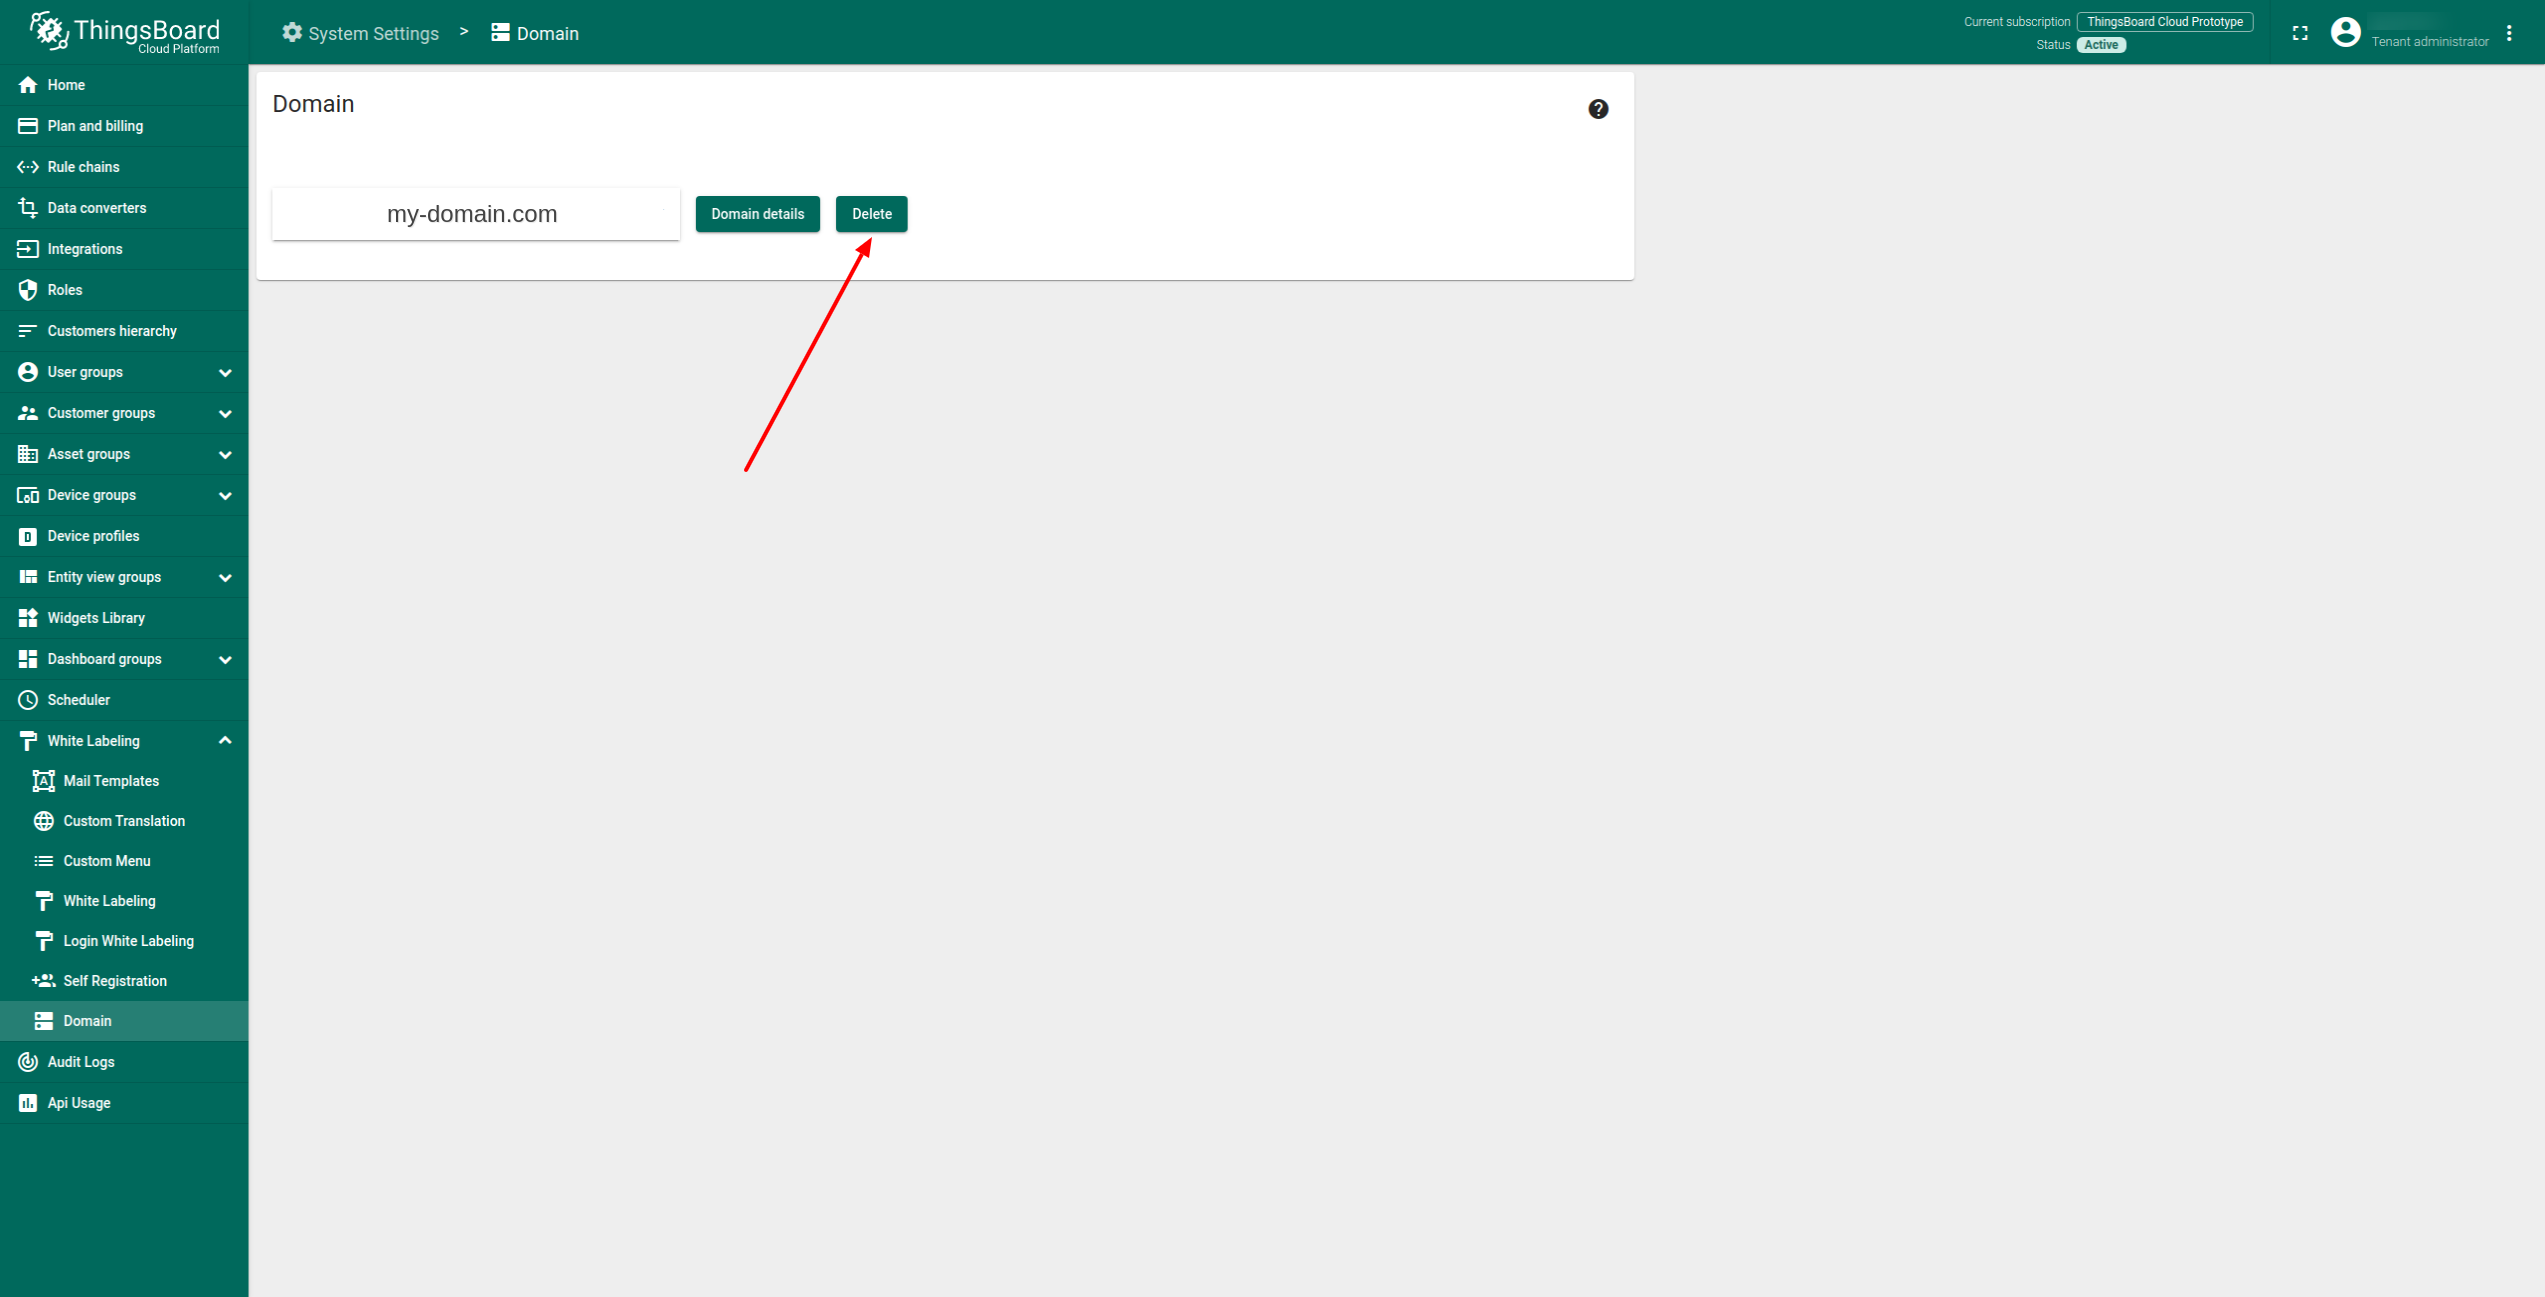 ThingsBoard
Cloud Platform
System Settings > Domain
Current subscription ThingsBoard Cloud Prototype
Status Active
Tenant administrator
Home
Plan and billing
Rule chains
Data converters
Integrations
Roles
Customers hierarchy
User groups
Customer groups
Asset groups
Device groups
Device profiles
Entity view groups
Widgets Library
Dashboard groups
Scheduler
White Labeling
Mail Templates
Custom Translation
Custom Menu
White Labeling
Login White Labeling
Self Registration
Domain
Audit Logs
Api Usage
Domain
my-domain.com Domain details Delete